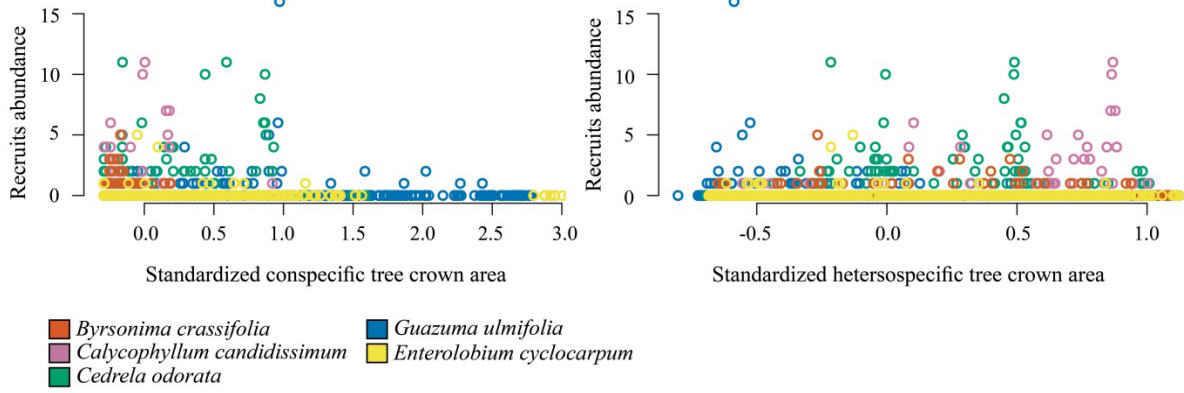 Recruits abundance
15
10
5
0
0.0 0.5 1.0 1.5 2.0 2.5 3.0
Standardized conspecific tree crown area
Recruits abundance
15
10
5
0
-0.5 0.0 0.5 1.0
Standardized hetersospecific tree crown area
Byrsonima crassifolia
Calycophyllum candidissimum
Cedrela odorata
Guazuma ulmifolia
Enterolobium cyclocarpum